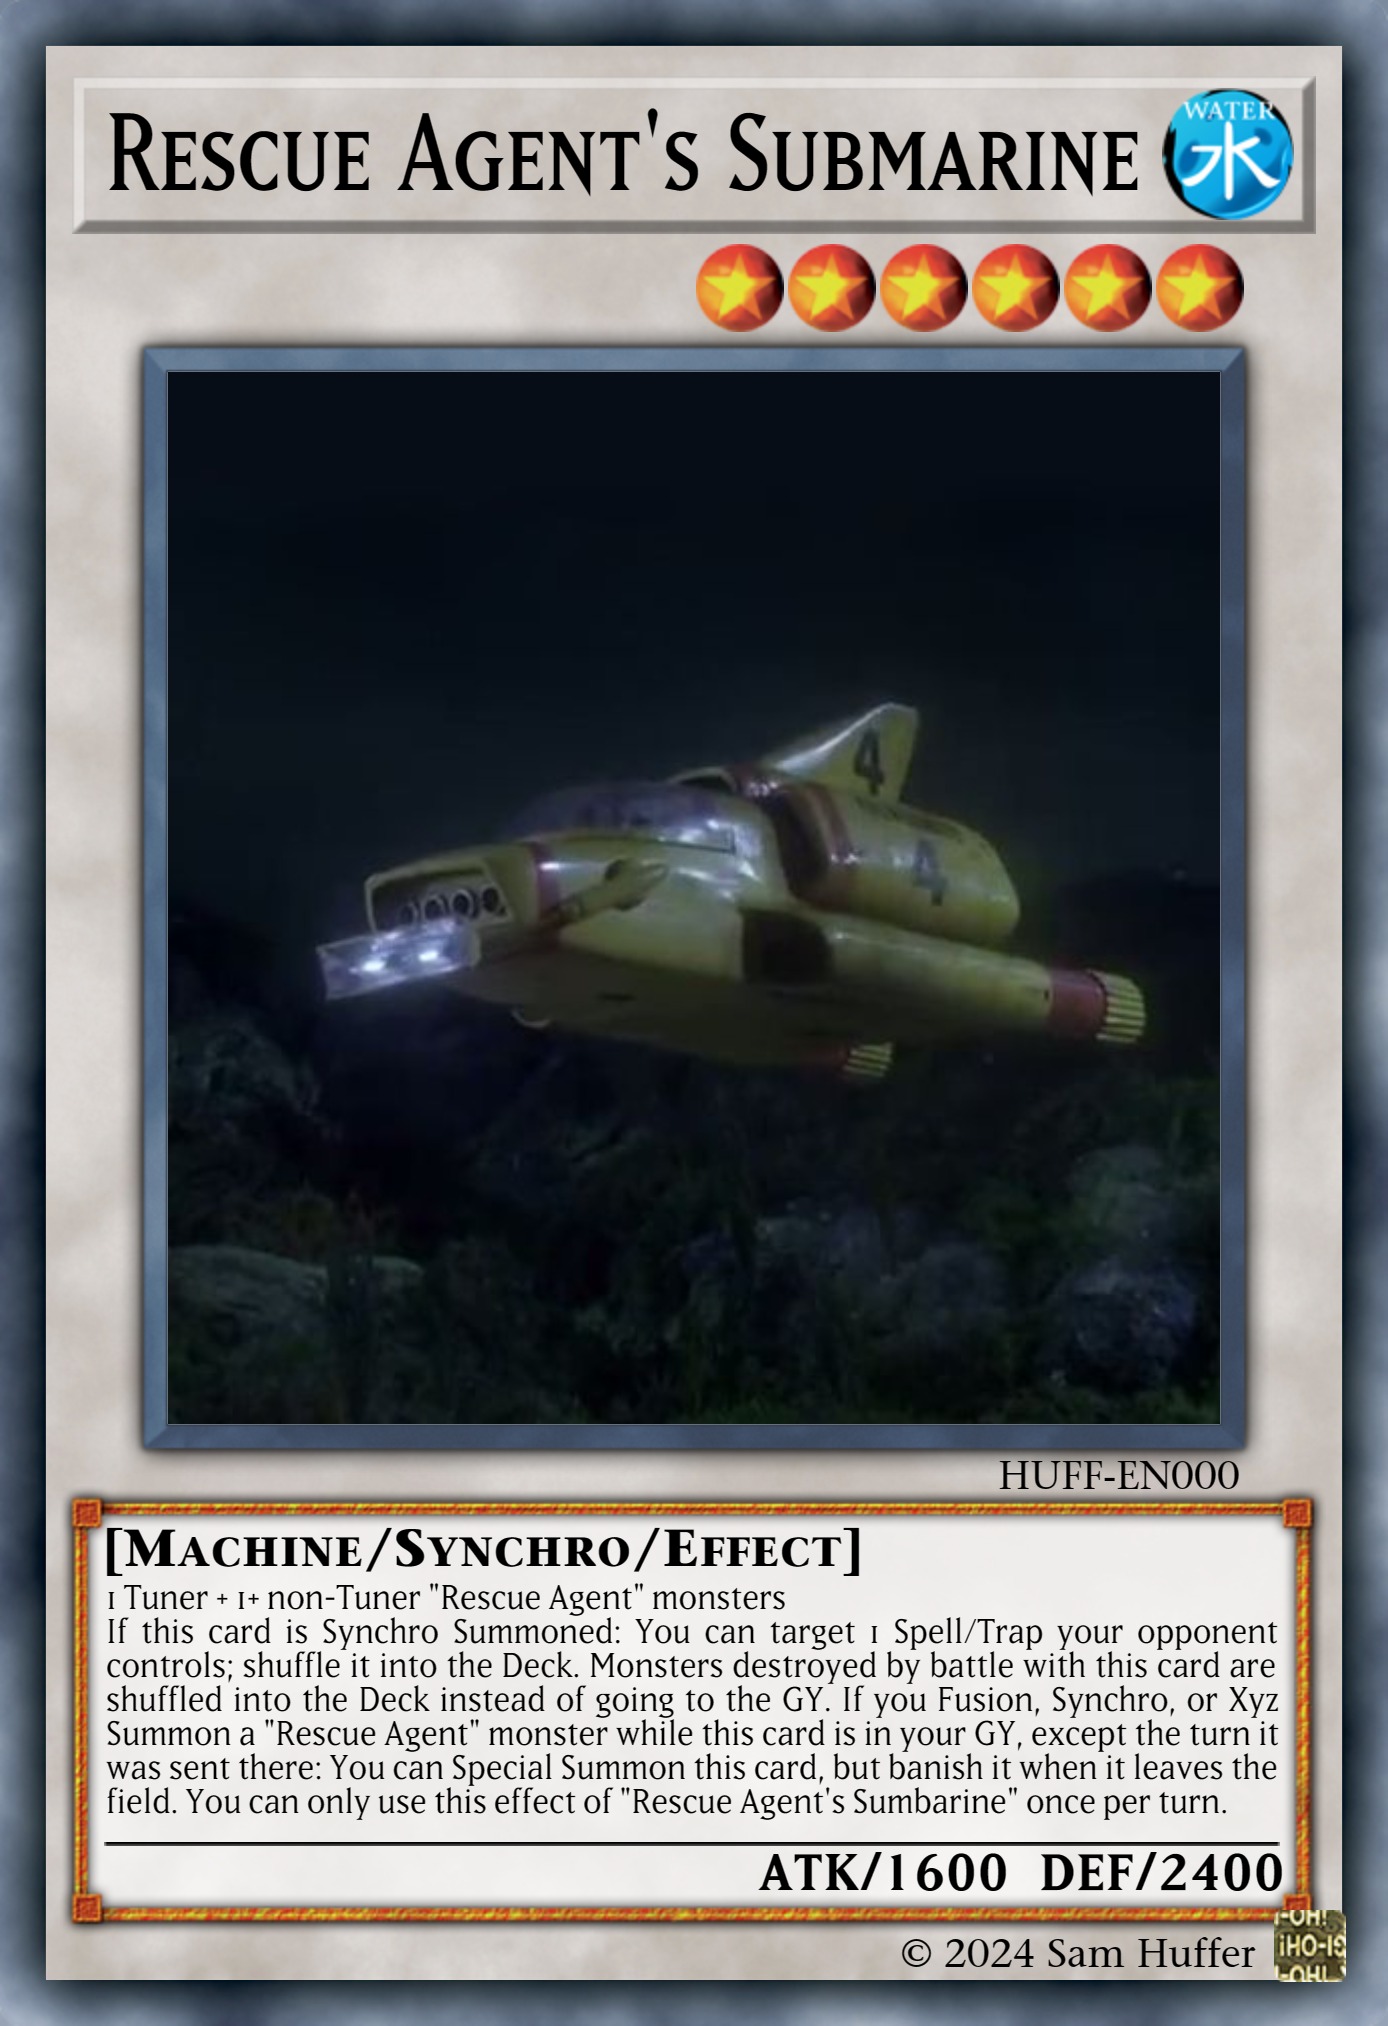 Rescue Agent's Submarine
WATER
水
4
4
HUFF-EN000
[Machine/Synchro/Effect]
1 Tuner + 1+ non-Tuner "Rescue Agent" monsters
If this card is Synchro Summoned: You can target 1 Spell/Trap your opponent
controls; shuffle it into the Deck. Monsters destroyed by battle with this card are
shuffled into the Deck instead of going to the GY. If you Fusion, Synchro, or Xyz
Summon a "Rescue Agent" monster while this card is in your GY, except the turn it
was sent there: You can Special Summon this card, but banish it when it leaves the
field. You can only use this effect of "Rescue Agent's Sumbarine" once per turn.
ATK/1600 DEF/2400
© 2024 Sam Huffer